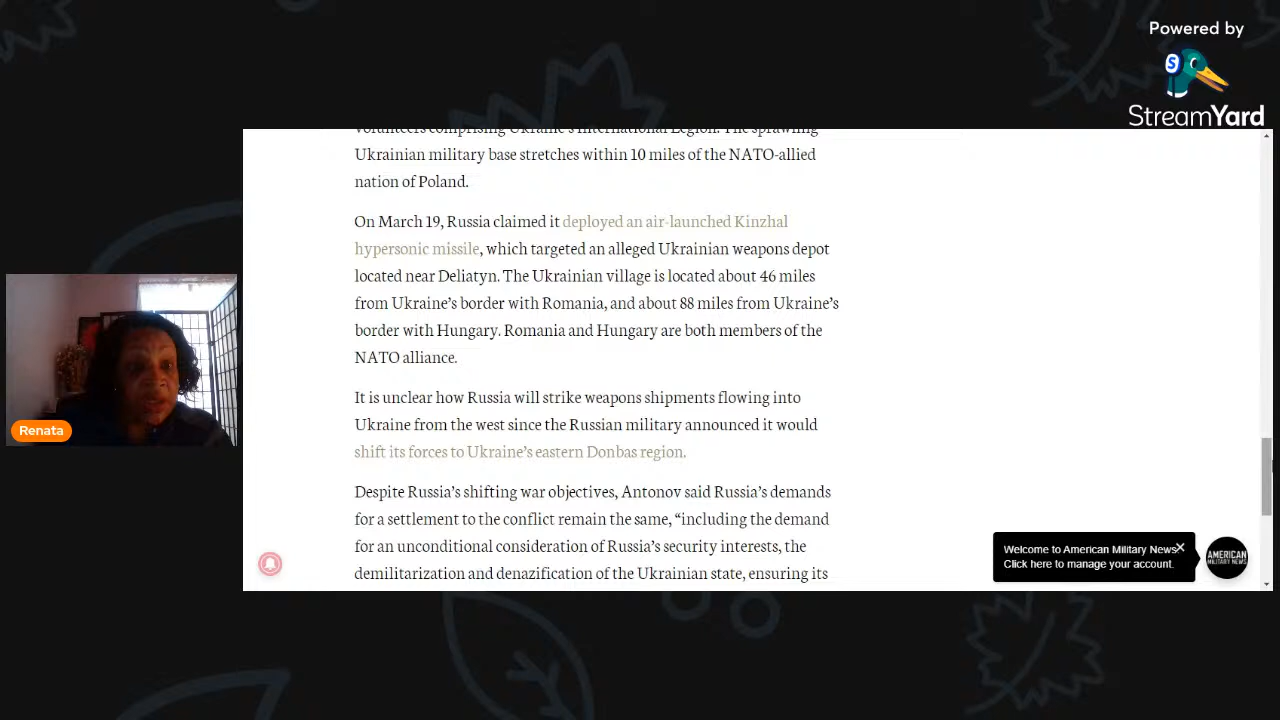 Powered by
StreamYard
volunteers comprising Ukraine's International Legion. The sprawling
Ukrainian military base stretches within 10 miles of the NATO-allied
nation of Poland.
On March 19, Russia claimed it deployed an air-launched Kinzhal
hypersonic missile, which targeted an alleged Ukrainian weapons depot
located near Deliatyn. The Ukrainian village is located about 46 miles
from Ukraine’s border with Romania, and about 88 miles from Ukraine’s
border with Hungary. Romania and Hungary are both members of the
NATO alliance.
It is unclear how Russia will strike weapons shipments flowing into
Ukraine from the west since the Russian military announced it would
shift its forces to Ukraine’s eastern Donbas region.
Despite Russia’s shifting war objectives, Antonov said Russia’s demands
for a settlement to the conflict remain the same, “including the demand
for an unconditional consideration of Russia’s security interests, the
demilitarization and denazification of the Ukrainian state, ensuring its
Renata
Welcome to American Military News
Click here to manage your account.
AMERICAN
MILITARY NEWS